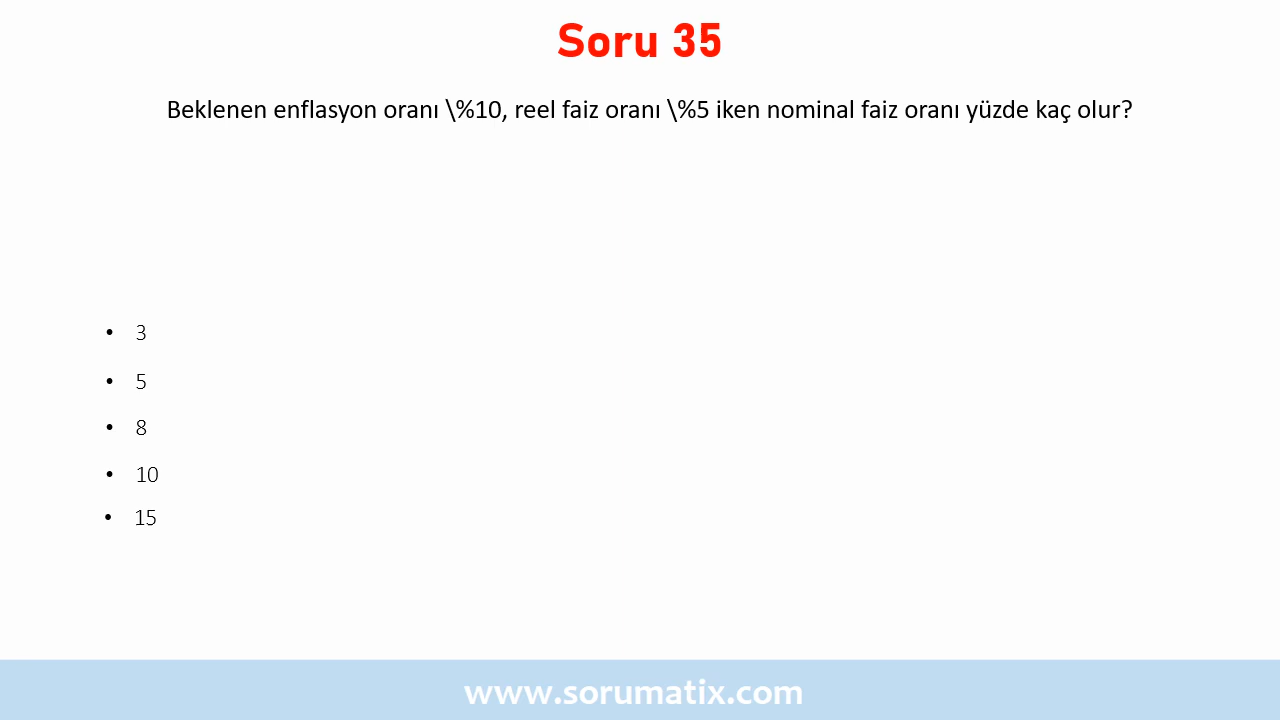 Soru 35
Beklenen enflasyon oranı \%10, reel faiz oranı \%5 iken nominal faiz oranı yüzde kaç olur?
• 3
• 5
• 8
• 10
• 15
www.sorumatix.com